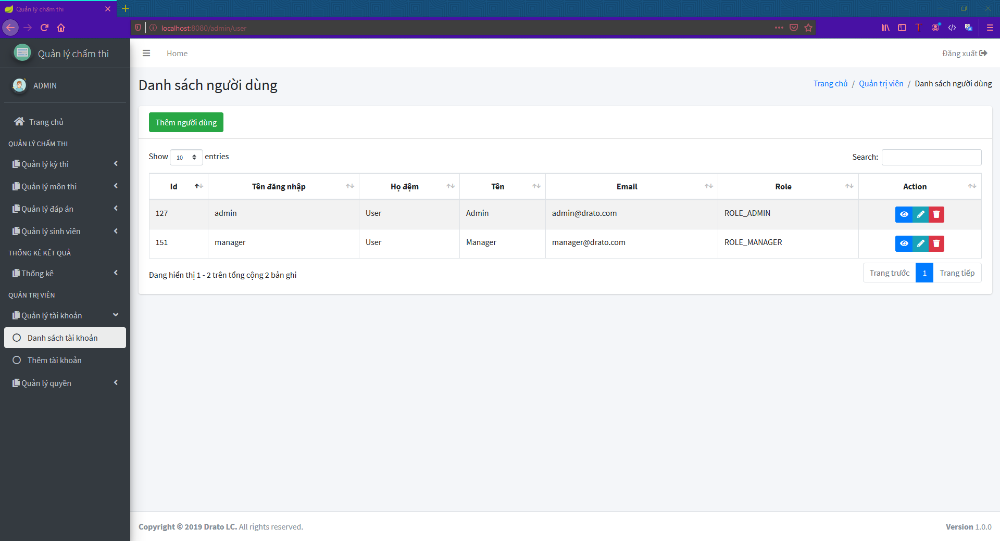 Quản lý chấm thi
localhost:8080/admin/user
Quản lý chấm thi
Home
Đăng xuất
ADMIN
Danh sách người dùng
Trang chủ / Quản trị viên / Danh sách người dùng
Trang chủ
QUẢN LÝ CHẤM THI
Quản lý kỳ thi
Quản lý môn thi
Quản lý đáp án
Quản lý sinh viên
THỐNG KÊ KẾT QUẢ
Thống kê
QUẢN TRỊ VIÊN
Quản lý tài khoản
Danh sách tài khoản
Thêm tài khoản
Quản lý quyền
Thêm người dùng
Show 10 entries
Search:
Id Tên đăng nhập Họ đệm Tên Email Role Action
127 admin User Admin admin@drato.com ROLE_ADMIN
151 manager User Manager manager@drato.com ROLE_MANAGER
Đang hiển thị 1 - 2 trên tổng cộng 2 bản ghi
Trang trước 1 Trang tiếp
Copyright © 2019 Drato LC. All rights reserved.
Version 1.0.0